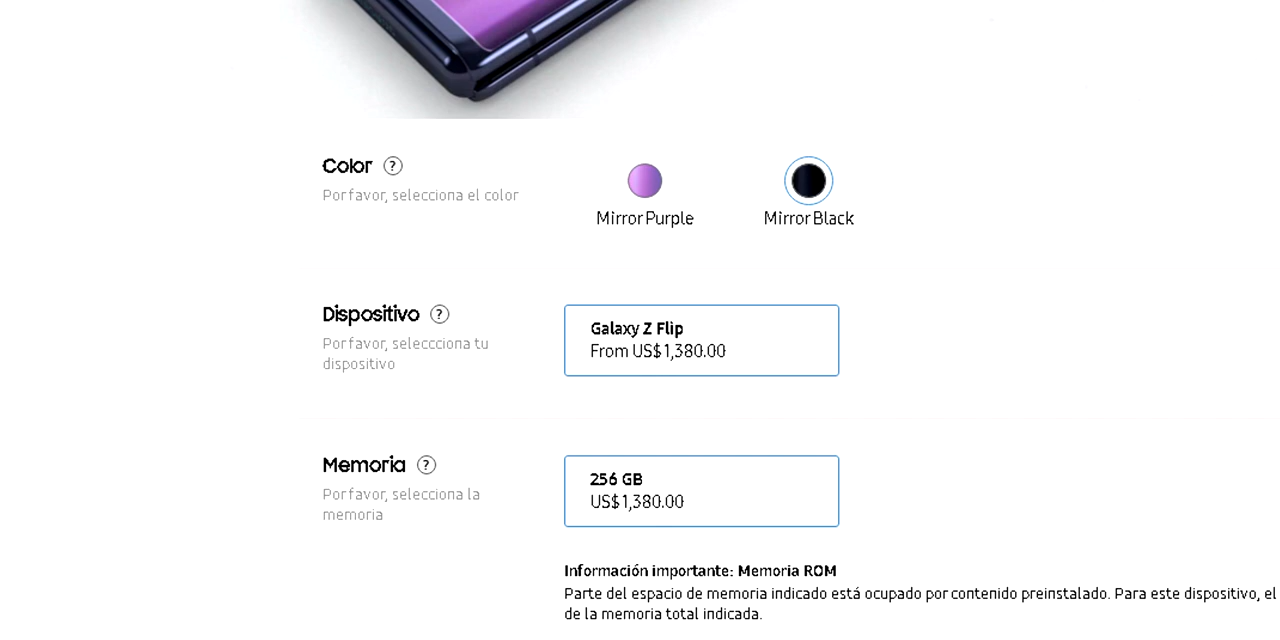 Color ?
Por favor, selecciona el color
Mirror Purple
Mirror Black
Dispositivo ?
Por favor, seleccciona tu
dispositivo
Galaxy Z Flip
From US$1,380.00
Memoria ?
Por favor, selecciona la
memoria
256 GB
US$1,380.00
Información importante: Memoria ROM
Parte del espacio de memoria indicado está ocupado por contenido preinstalado. Para este dispositivo, el
de la memoria total indicada.